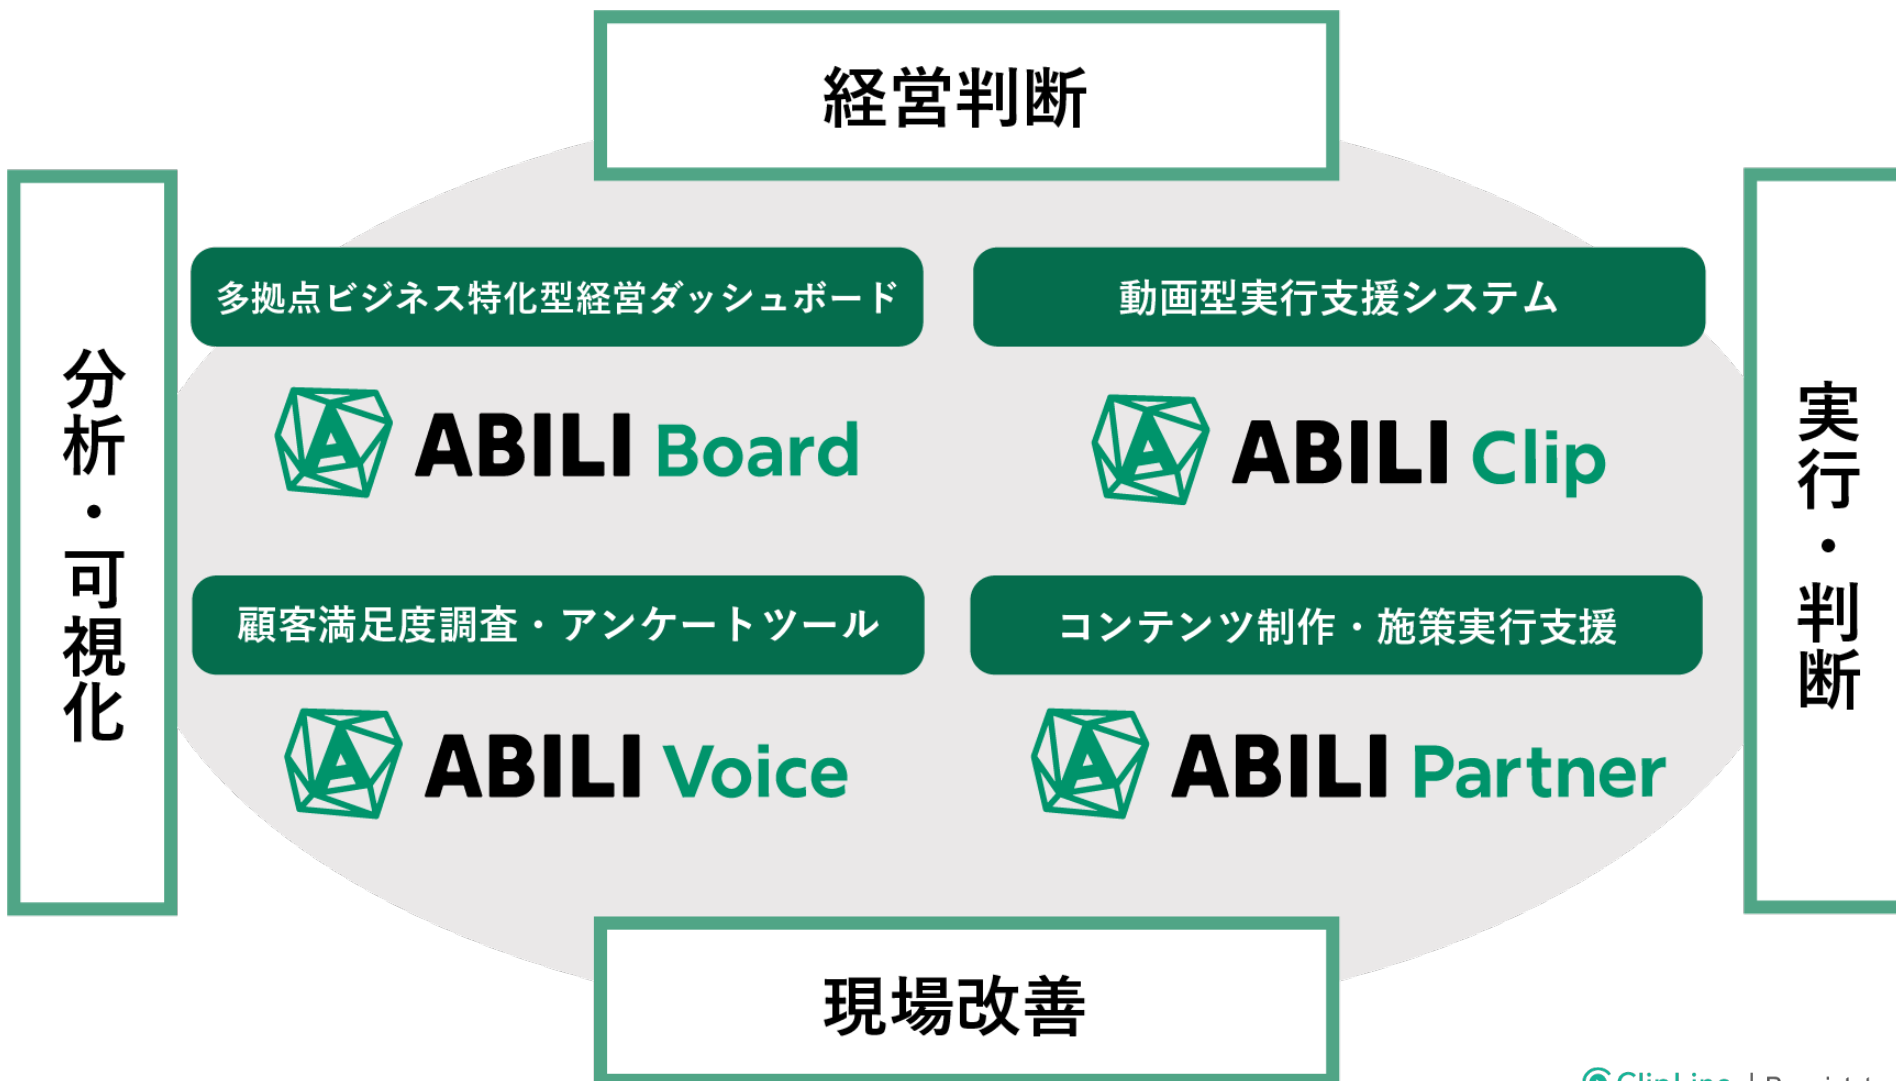 経営判断
分析・可視化
多拠点ビジネス特化型経営ダッシュボード
ABILI Board
動画型実行支援システム
ABILI Clip
実行・判断
顧客満足度調査・アンケートツール
ABILI Voice
コンテンツ制作・施策実行支援
ABILI Partner
現場改善
ClipLine